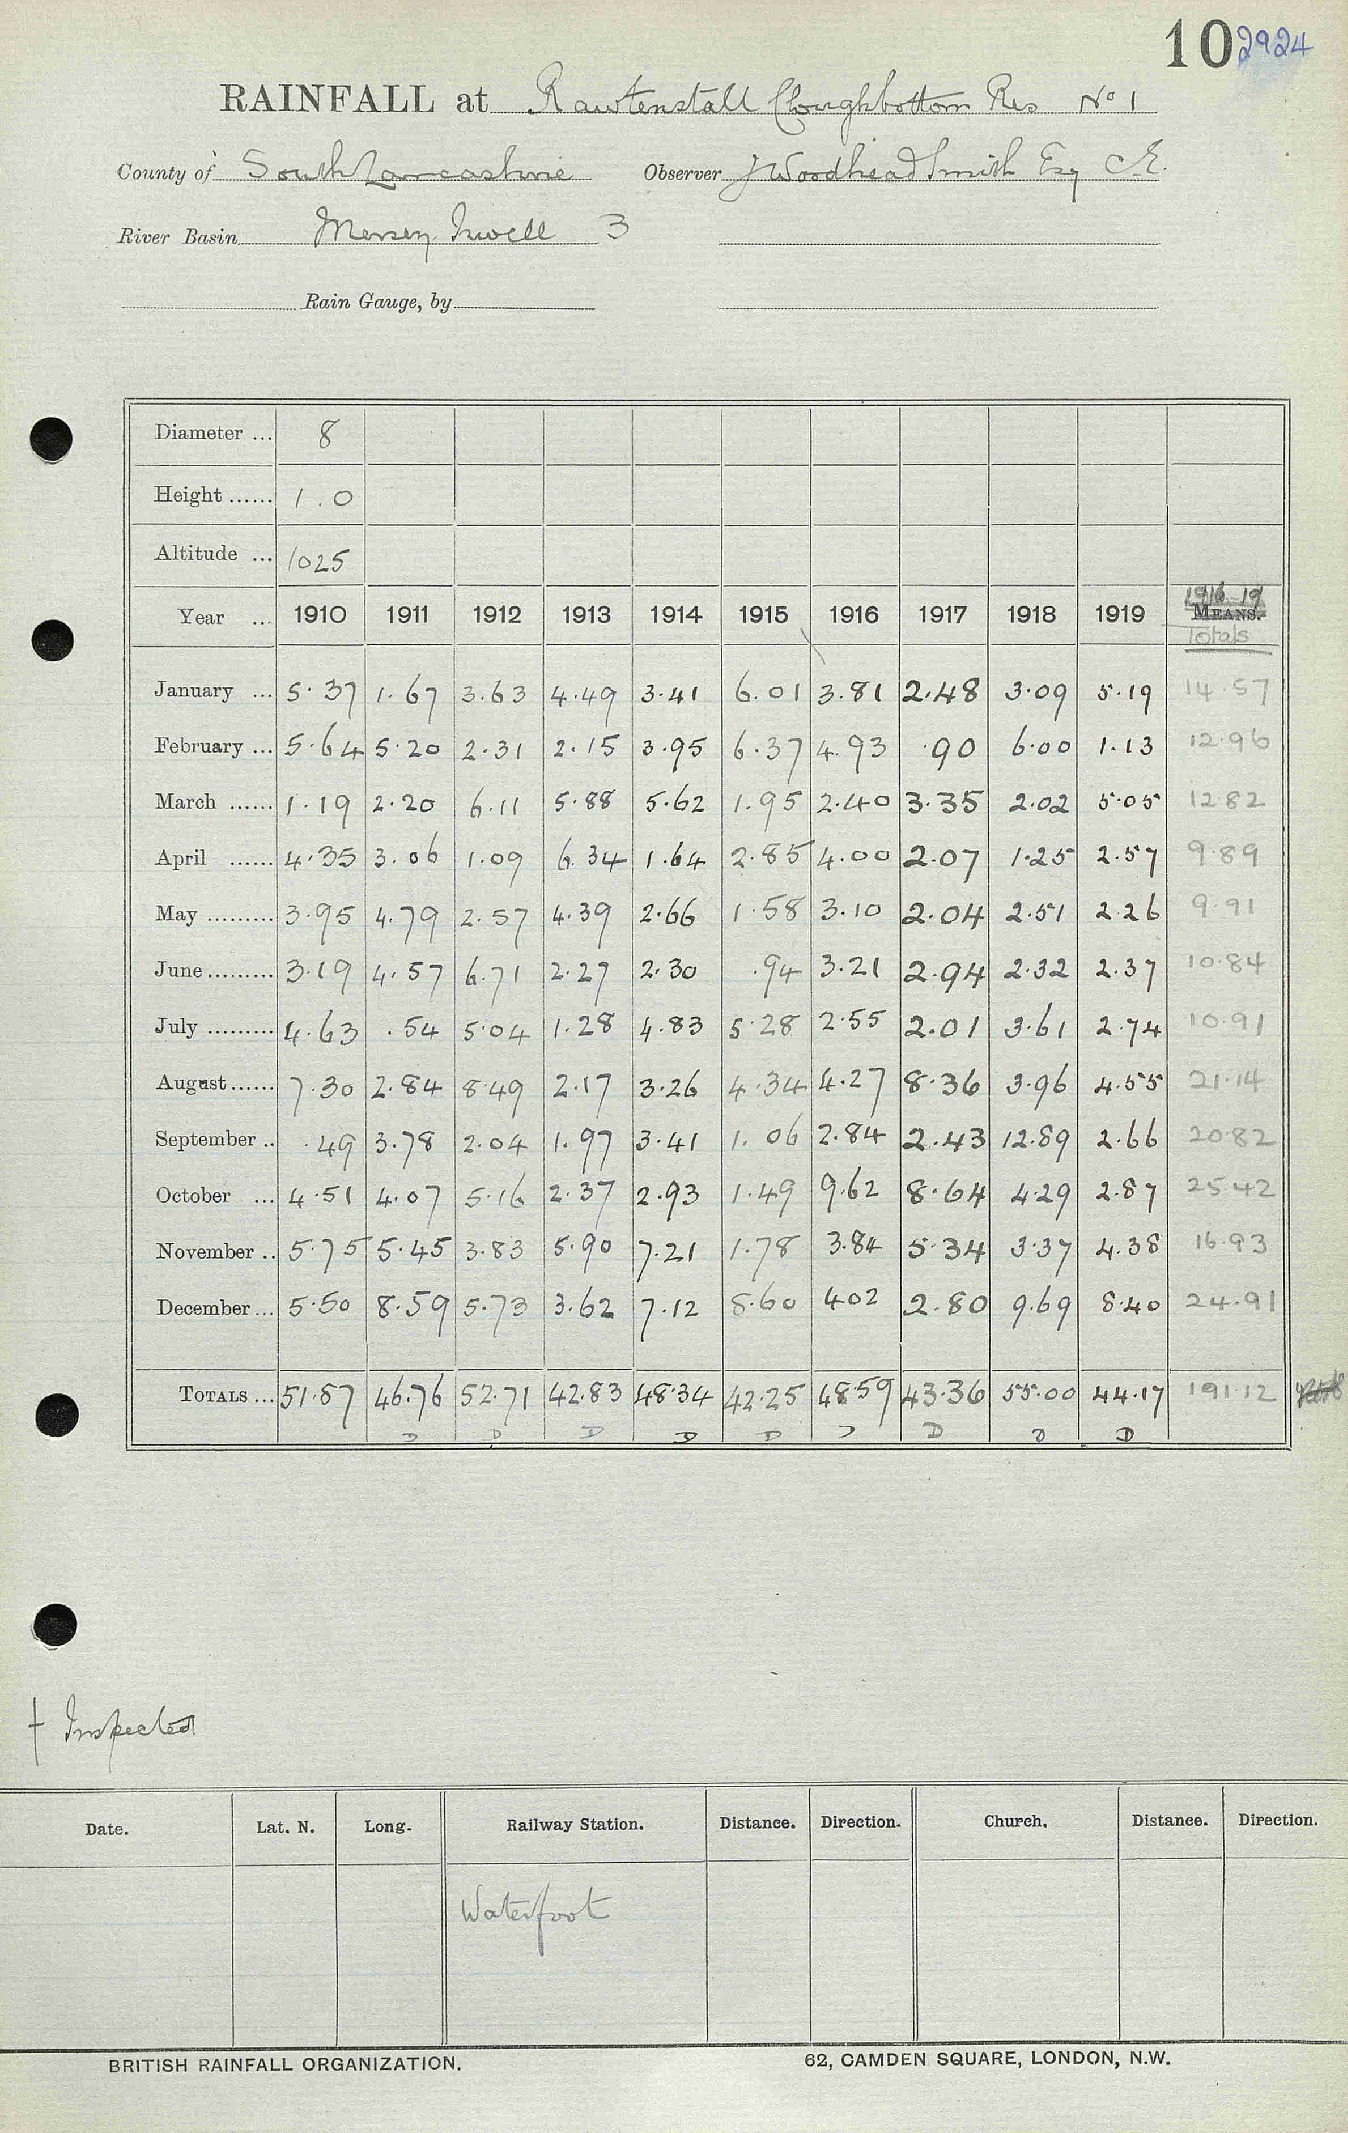 10 2924
RAINFALL at Rawtenstall Cloughbottom Res No 1
County of South Lancashire Observer J Woodhead Smith Esq C.E.
River Basin Mersey. Irwell 3
Rain Gauge, by
Diameter ... 8
Height ...... 1.0
Altitude ... 1025
1916-19
Year ... 1910 1911 1912 1913 1914 1915 1916 1917 1918 1919 MEANS.
Totals
January ... 5.37 1.67 3.63 4.49 3.41 6.01 3.81 2.48 3.09 5.19 14.57
February ... 5.64 5.20 2.31 2.15 3.95 6.37 4.93 .90 6.00 1.13 12.96
March ...... 1.19 2.20 6.11 5.88 5.62 1.95 2.40 3.35 2.02 5.05 12.82
April ...... 4.35 3.06 1.09 6.34 1.64 2.85 4.00 2.07 1.25 2.57 9.89
May ......... 3.95 4.79 2.57 4.39 2.66 1.58 3.10 2.04 2.51 2.26 9.91
June ......... 3.19 4.57 6.71 2.27 2.30 .94 3.21 2.94 2.32 2.37 10.84
July ......... 4.63 .54 5.04 1.28 4.83 5.28 2.55 2.01 3.61 2.74 10.91
August ...... 7.30 2.84 8.49 2.17 3.26 4.34 4.27 8.36 3.96 4.55 21.14
September .. .49 3.78 2.04 1.97 3.41 1.06 2.84 2.43 12.89 2.66 20.82
October ... 4.51 4.07 5.16 2.37 2.93 1.49 9.62 8.64 4.29 2.87 25.42
November .. 5.75 5.45 3.83 5.90 7.21 1.78 3.84 5.34 3.37 4.38 16.93
December ... 5.50 8.59 5.73 3.62 7.12 8.60 4.02 2.80 9.69 8.40 24.91
TOTALS ... 51.87 46.76 52.71 42.83 48.34 42.25 48.59 43.36 55.00 44.17 191.12
D D D D D D D D D
† Inspected
Date. Lat. N. Long. Railway Station. Distance. Direction. Church. Distance. Direction.
Waterfoot
BRITISH RAINFALL ORGANIZATION. 62, CAMDEN SQUARE, LONDON, N.W.